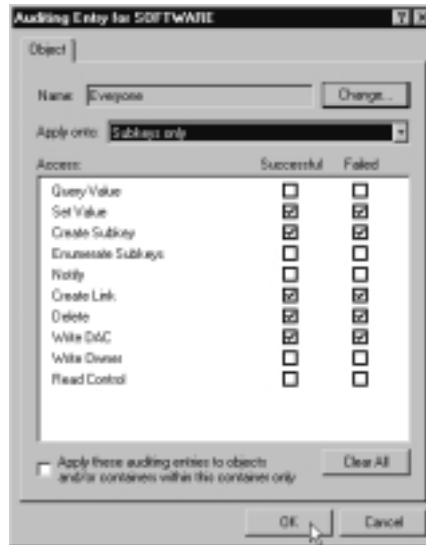 Auditing Entry for SOFTWARE
Object
Name: Everyone Change...
Apply onto: Subkeys only
Access: Successful Failed
Query Value
Set Value
Create Subkey
Enumerate Subkeys
Notify
Create Link
Delete
Write DAC
Write Owner
Read Control
Apply these auditing entries to objects
and/or containers within this container only
Clear All
OK Cancel